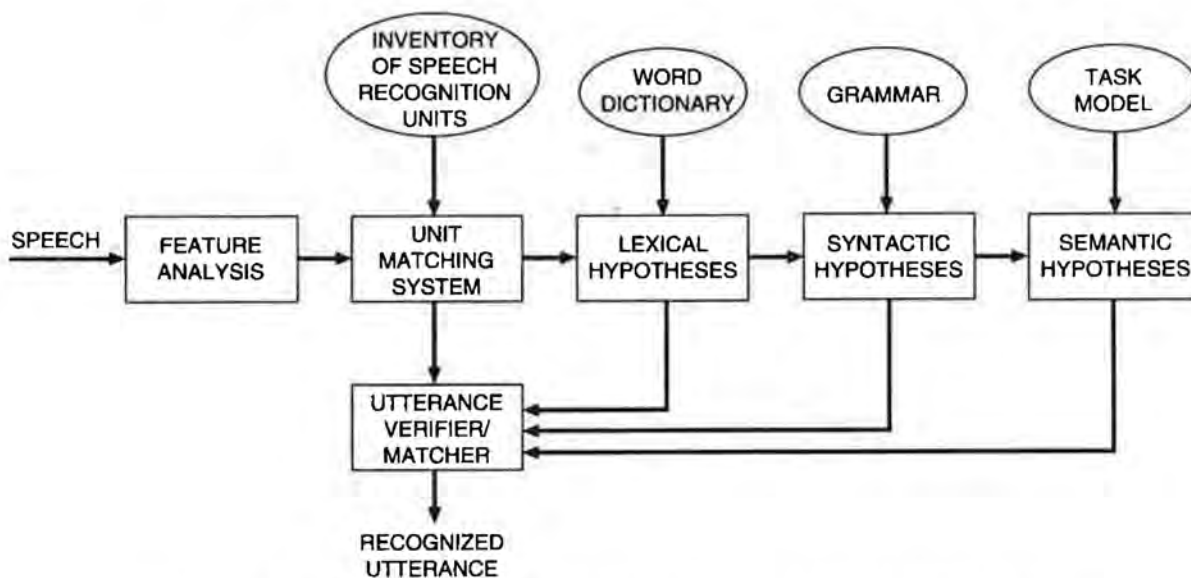 INVENTORY
OF SPEECH
RECOGNITION
UNITS
WORD
DICTIONARY
GRAMMAR
TASK
MODEL
SPEECH
FEATURE
ANALYSIS
UNIT
MATCHING
SYSTEM
LEXICAL
HYPOTHESES
SYNTACTIC
HYPOTHESES
SEMANTIC
HYPOTHESES
UTTERANCE
VERIFIER/
MATCHER
RECOGNIZED
UTTERANCE